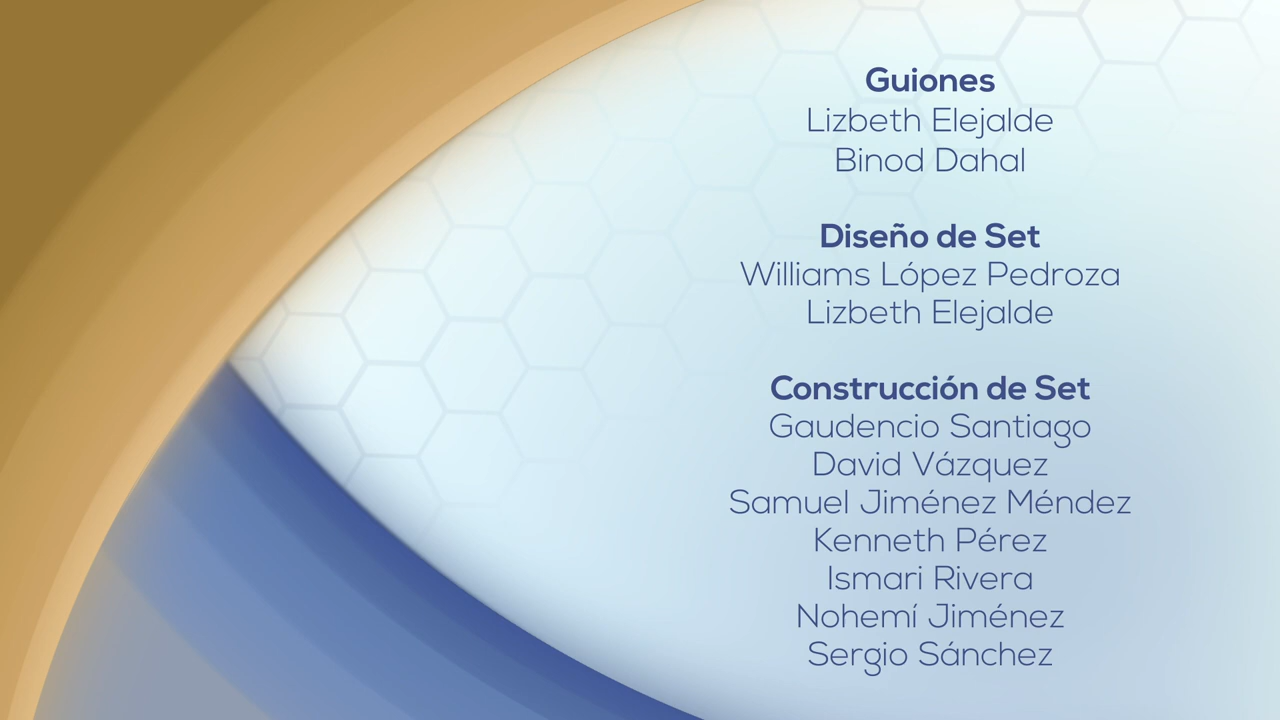 Guiones
Lizbeth Elejalde
Binod Dahal
Diseño de Set
Williams López Pedroza
Lizbeth Elejalde
Construcción de Set
Gaudencio Santiago
David Vázquez
Samuel Jiménez Méndez
Kenneth Pérez
Ismari Rivera
Nohemí Jiménez
Sergio Sánchez